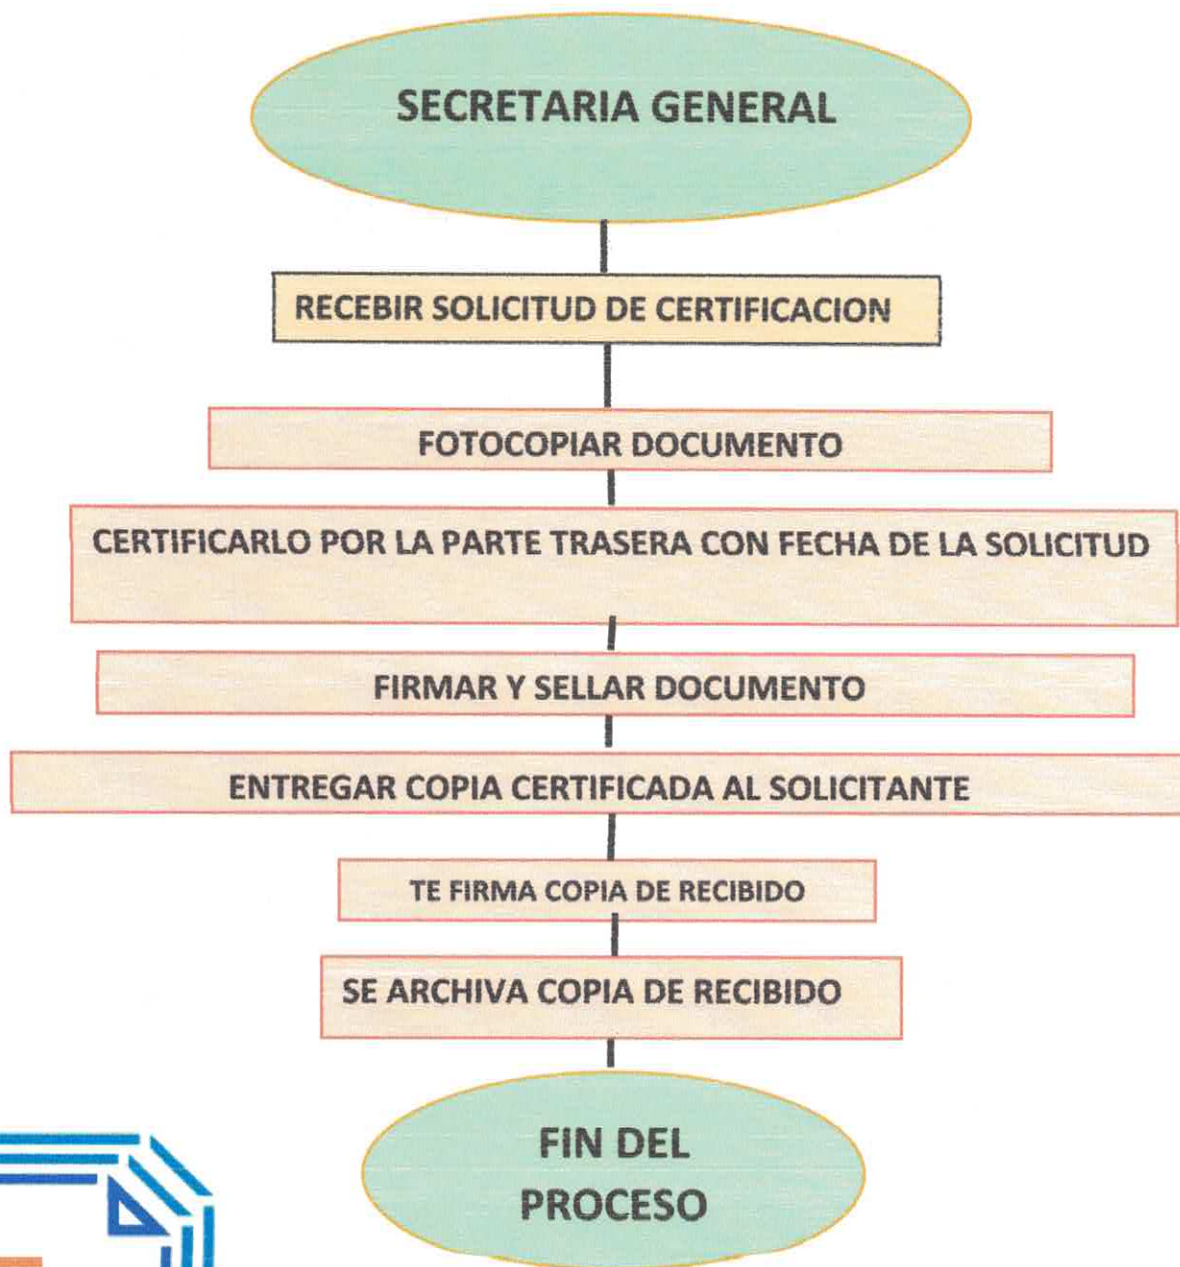 SECRETARIA GENERAL
RECEBIR SOLICITUD DE CERTIFICACION
FOTOCOPIAR DOCUMENTO
CERTIFICARLO POR LA PARTE TRASERA CON FECHA DE LA SOLICITUD
FIRMAR Y SELLAR DOCUMENTO
ENTREGAR COPIA CERTIFICADA AL SOLICITANTE
TE FIRMA COPIA DE RECIBIDO
SE ARCHIVA COPIA DE RECIBIDO
FIN DEL
PROCESO